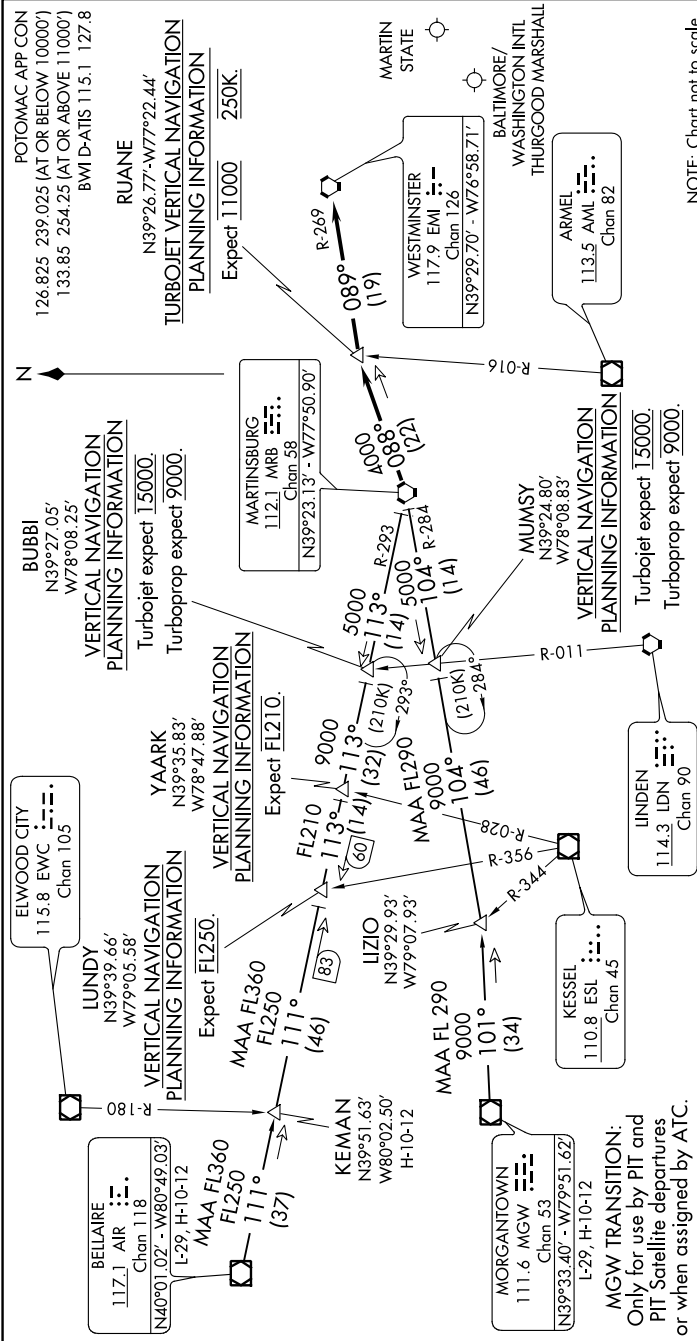 POTOMAC APP CON
126.825 239.025 (AT OR BELOW 10000')
133.85 254.25 (AT OR ABOVE 11000')
BWI D-ATIS 115.1 127.8
RUANE
N39°26.77'-W77°22.44'
TURBOJET VERTICAL NAVIGATION
PLANNING INFORMATION
Expect 11000 250K.
MARTIN
STATE
BALTIMORE/
WASHINGTON INTL
THURGOOD MARSHALL
N
R-269
089°
(19)
WESTMINSTER
117.9 EMI
Chan 126
N39°29.70' - W76°58.71'
ARMEL
113.5 AML
Chan 82
R-016
NOTE: Chart not to scale
MARTINSBURG
112.1 MRB
Chan 58
N39°23.13' - W77°50.90'
4000
088°
(22)
BUBBI
N39°27.05'
W78°08.25'
VERTICAL NAVIGATION
PLANNING INFORMATION
Turbojet expect 15000.
Turboprop expect 9000.
R-293
R-284
5000
113°
(14)
5000
104°
(14)
MUMSY
N39°24.80'
W78°08.83'
VERTICAL NAVIGATION
PLANNING INFORMATION
Turbojet expect 15000.
Turboprop expect 9000.
(210K)
293°
(210K)
284°
R-011
LINDEN
114.3 LDN
Chan 90
YAARK
N39°35.83'
W78°47.88'
VERTICAL NAVIGATION
PLANNING INFORMATION
Expect FL210.
9000
113°
(32)
FL210
113°
(14)
60
MAA FL290
9000
104°
(46)
R-028
R-356
R-344
KESSEL
110.8 ESL
Chan 45
ELWOOD CITY
115.8 EWC
Chan 105
LUNDY
N39°39.66'
W79°05.58'
VERTICAL NAVIGATION
PLANNING INFORMATION
Expect FL250.
LIZIO
N39°29.93'
W79°07.93'
83
MAA FL360
FL250
111°
(46)
R-180
KEMAN
N39°51.63'
W80°02.50'
H-10-12
MAA FL 290
9000
101°
(34)
BELLAIRE
117.1 AIR
Chan 118
N40°01.02' - W80°49.03'
L-29, H-10-12
MAA FL360
FL250
111°
(37)
MORGANTOWN
111.6 MGW
Chan 53
N39°33.40' - W79°51.62'
L-29, H-10-12
MGW TRANSITION:
Only for use by PIT and
PIT Satellite departures
or when assigned by ATC.